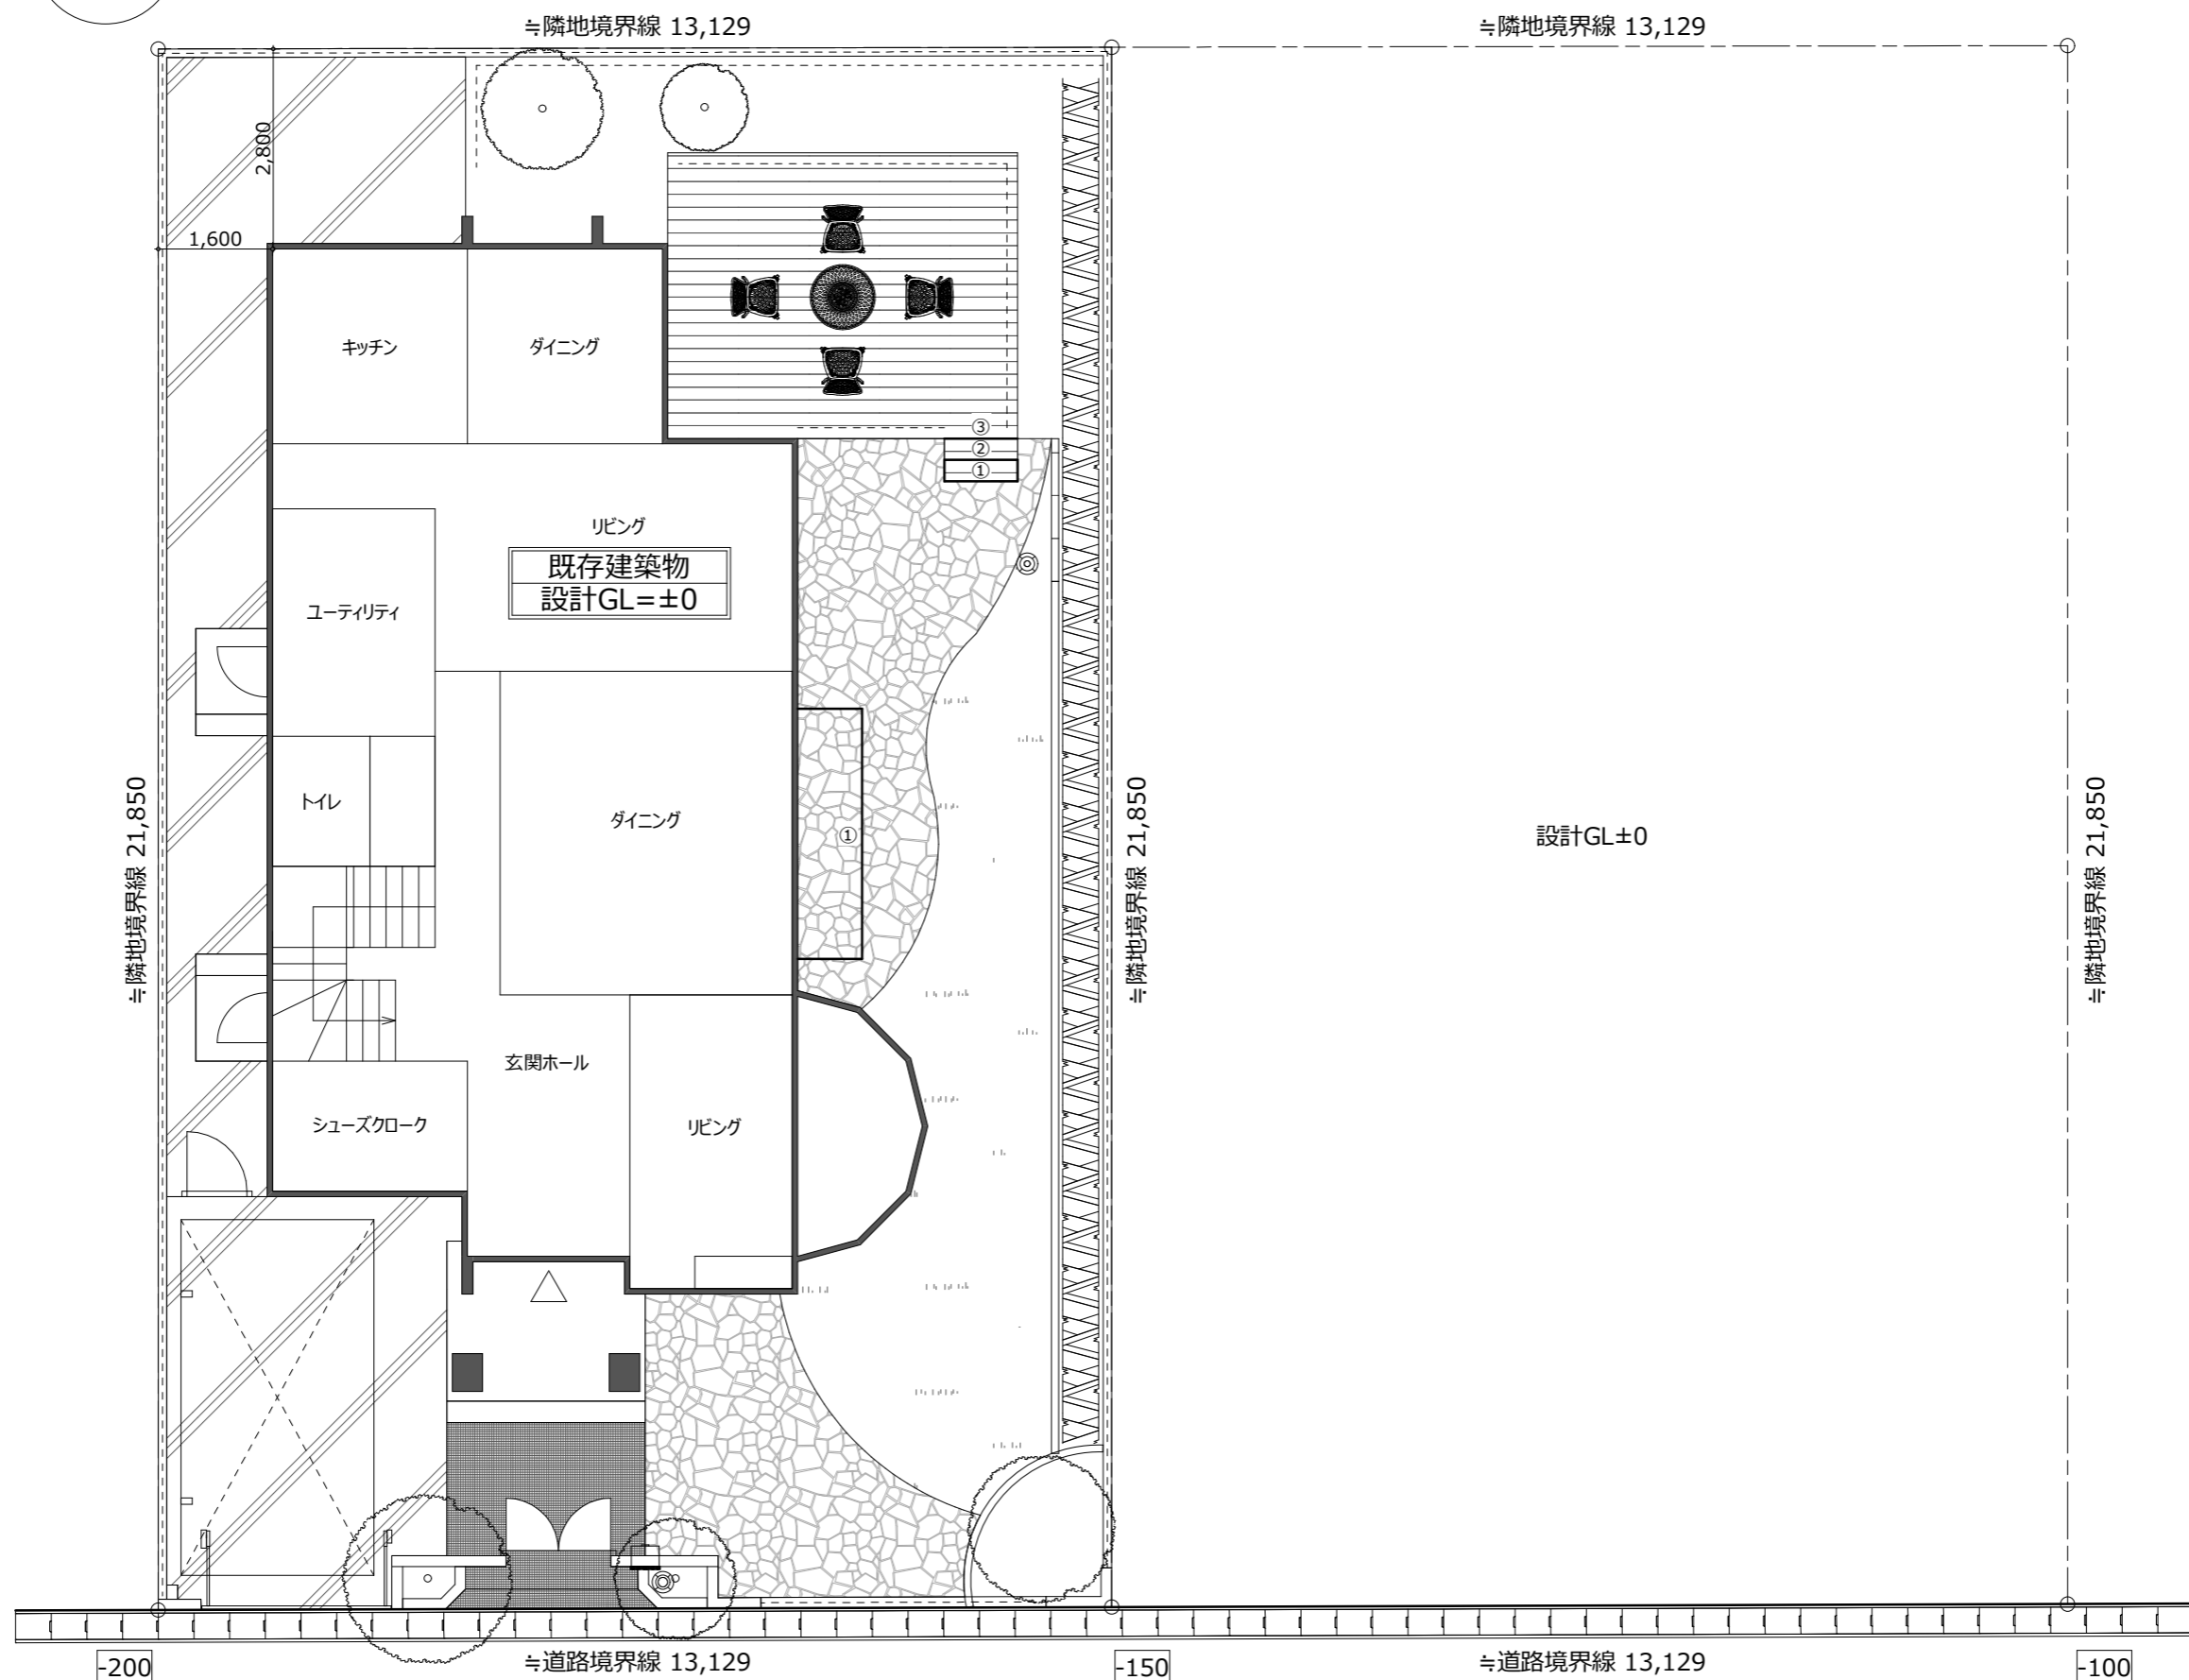 ≒隣地境界線 13,129
≒隣地境界線 13,129
2,800
1,600
キッチン
ダイニング
③
②
①
リビング
既存建築物
設計GL=±0
ユーティリティ
トイレ
ダイニング
①
≒隣地境界線 21,850
≒隣地境界線 21,850
設計GL±0
≒隣地境界線 21,850
玄関ホール
シューズクローク
リビング
≒道路境界線 13,129
≒道路境界線 13,129
-200
-150
-100